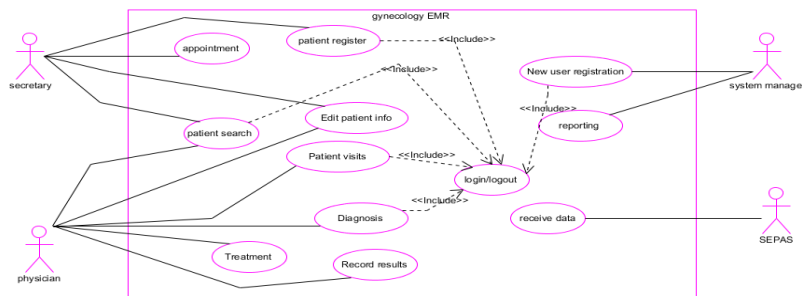 gynecology EMR
patient register
<<Include>>
appointment
secretary
<<Include>>
New user registration
system manage
<<Include>>
Edit patient info
reporting
patient search
Patient visits
<<Include>>
login/logout
<<Include>>
Diagnosis
receive data
SEPAS
Treatment
Record results
physician